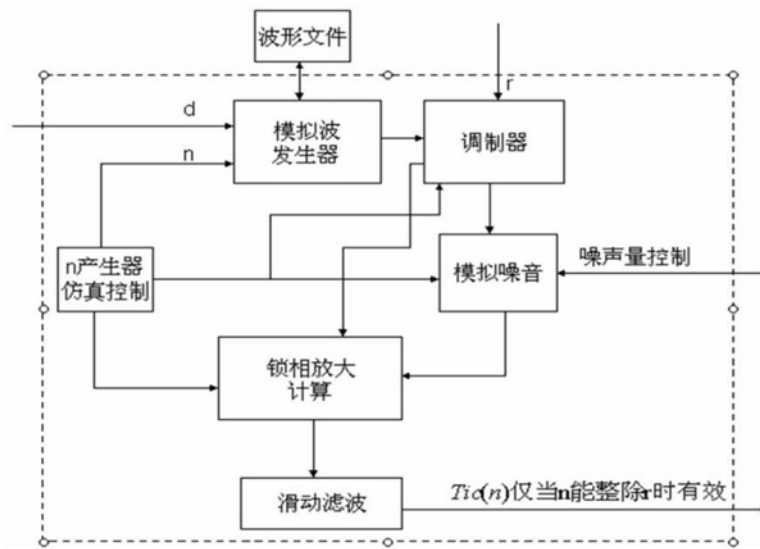 波形文件
r
d
模拟波
发生器
调制器
n
n产生器
仿真控制
模拟噪音
噪声量控制
锁相放大
计算
滑动滤波
Tic(n)仅当n能整除r时有效